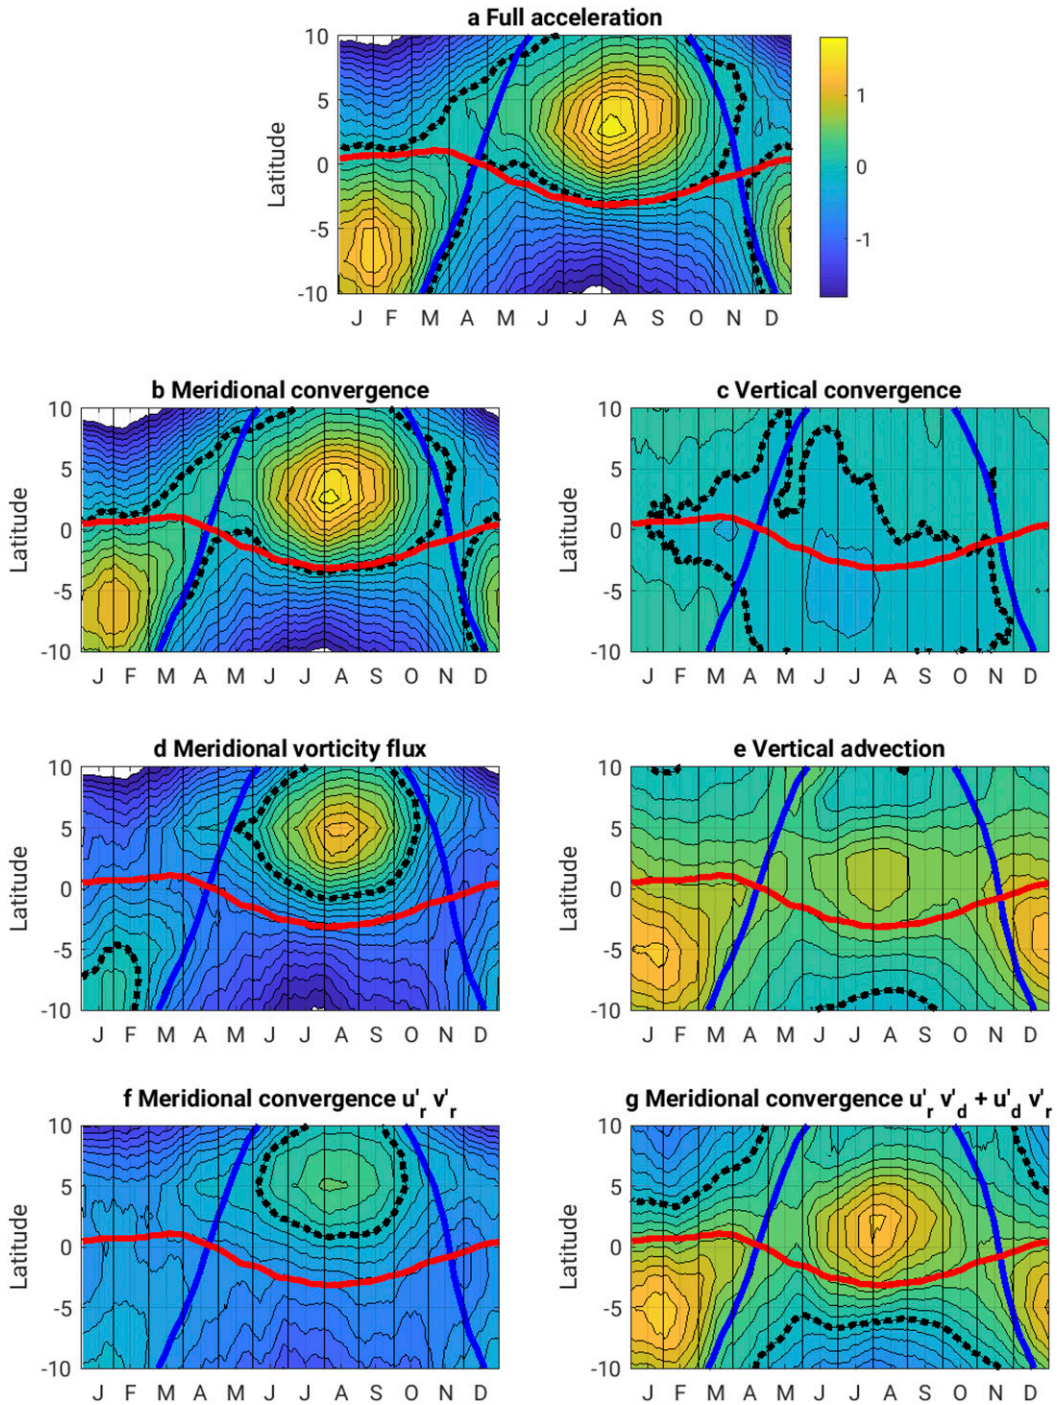 a Full acceleration
10
5
0
-5
-10
Latitude
J F M A M J J A S O N D
1
0
-1
b Meridional convergence
10
5
0
-5
-10
Latitude
J F M A M J J A S O N D
c Vertical convergence
10
5
0
-5
-10
Latitude
J F M A M J J A S O N D
d Meridional vorticity flux
10
5
0
-5
-10
Latitude
J F M A M J J A S O N D
e Vertical advection
10
5
0
-5
-10
Latitude
J F M A M J J A S O N D
f Meridional convergence u'r v'r
10
5
0
-5
-10
Latitude
J F M A M J J A S O N D
g Meridional convergence u'r v'd + u'd v'r
10
5
0
-5
-10
Latitude
J F M A M J J A S O N D